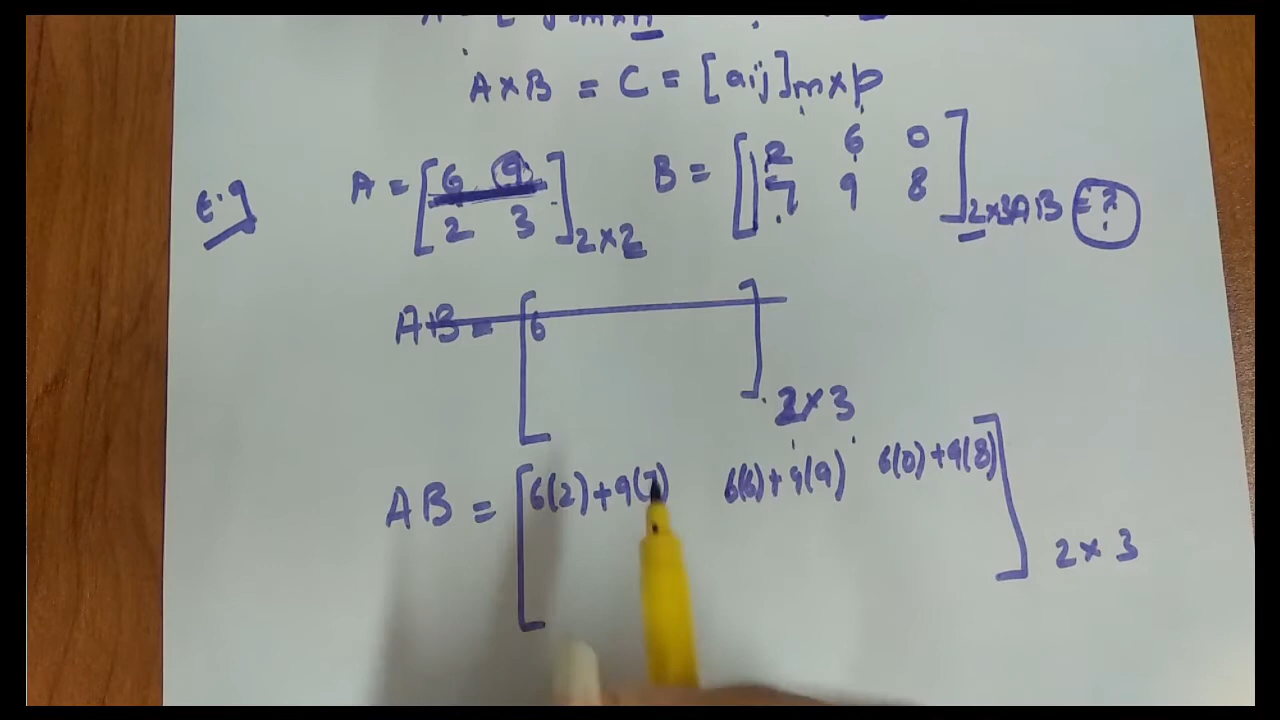 A×B = C = [aij]m×p
E.g A = [6 9 B = [2 6 0
2 3]2×2 7 9 8]2×3 AB = ?
A+B = [6 ]2×3
AB = [6(2)+9(7) 6(6)+9(9) 6(0)+9(8)
]2×3